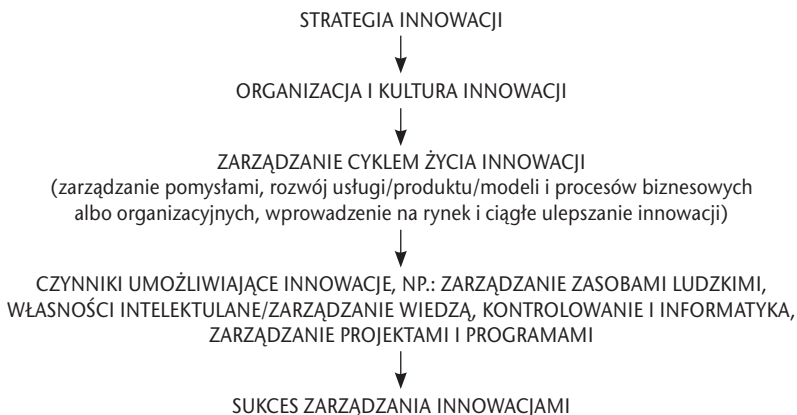 STRATEGIA INNOWACJI
ORGANIZACJA I KULTURA INNOWACJI
ZARZĄDZANIE CYKLEM ŻYCIA INNOWACJI
(zarządzanie pomysłami, rozwój usługi/produktu/modeli i procesów biznesowych
albo organizacyjnych, wprowadzenie na rynek i ciągłe ulepszanie innowacji)
CZYNNIKI UMOŻLIWIAJĄCE INNOWACJE, NP.: ZARZĄDZANIE ZASOBAMI LUDZKIMI,
WŁASNOŚCI INTELEKTULANE/ZARZĄDZANIE WIEDZĄ, KONTROLOWANIE I INFORMATYKA,
ZARZĄDZANIE PROJEKTAMI I PROGRAMAMI
SUKCES ZARZĄDZANIA INNOWACJAMI